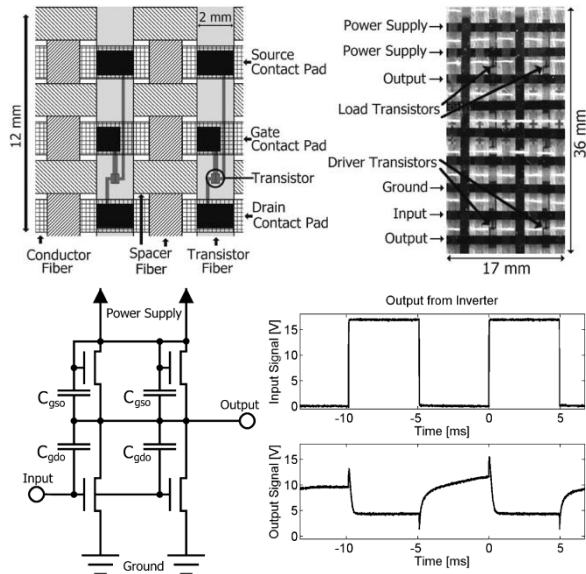 2 mm
12 mm
Source
Contact Pad
Gate
Contact Pad
Transistor
Drain
Contact Pad
Conductor
Fiber
Spacer
Fiber
Transistor
Fiber
Power Supply
Power Supply
Output
Load Transistors
Driver Transistors
Ground
Input
Output
36 mm
17 mm
Power Supply
Cgso
Cgso
Output
Cgdo
Cgdo
Input
Ground
Output from Inverter
Input Signal [V]
15
10
5
0
-10 -5 0 5
Time [ms]
Output Signal [V]
15
10
5
0
-10 -5 0 5
Time [ms]